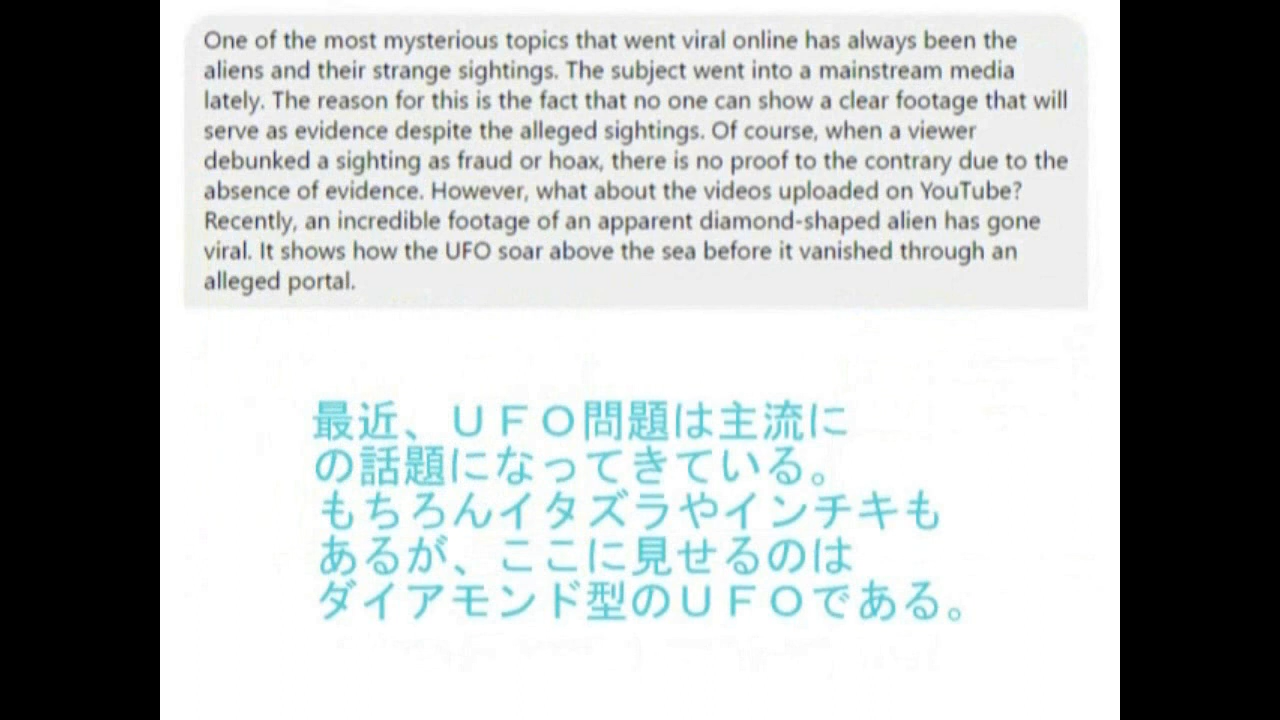 One of the most mysterious topics that went viral online has always been the
aliens and their strange sightings. The subject went into a mainstream media
lately. The reason for this is the fact that no one can show a clear footage that will
serve as evidence despite the alleged sightings. Of course, when a viewer
debunked a sighting as fraud or hoax, there is no proof to the contrary due to the
absence of evidence. However, what about the videos uploaded on YouTube?
Recently, an incredible footage of an apparent diamond-shaped alien has gone
viral. It shows how the UFO soar above the sea before it vanished through an
alleged portal.
最近、ＵＦＯ問題は主流に
の話題になってきている。
もちろんイタズラやインチキも
あるが、ここに見せるのは
ダイアモンド型のＵＦＯである。